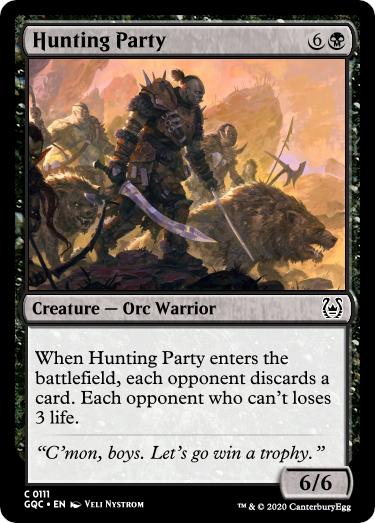 Hunting Party 6
Creature — Orc Warrior
When Hunting Party enters the
battlefield, each opponent discards a
card. Each opponent who can't loses
3 life.
“C'mon, boys. Let's go win a trophy.”
6/6
C 0111
GQC • EN VELI NYSTROM
™ & © 2020 CanterburyEgg